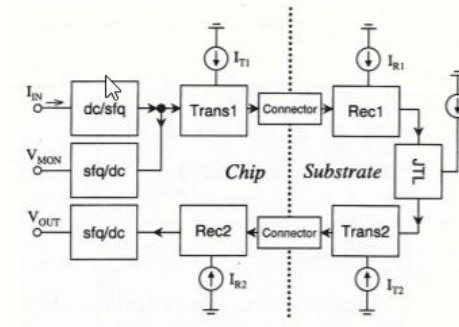 I_T1
I_R1
I_IN
dc/sfq
Trans1
Connector
Rec1
V_MON
sfq/dc
Chip
Substrate
JTL
V_OUT
sfq/dc
Rec2
Connector
Trans2
I_R2
I_T2